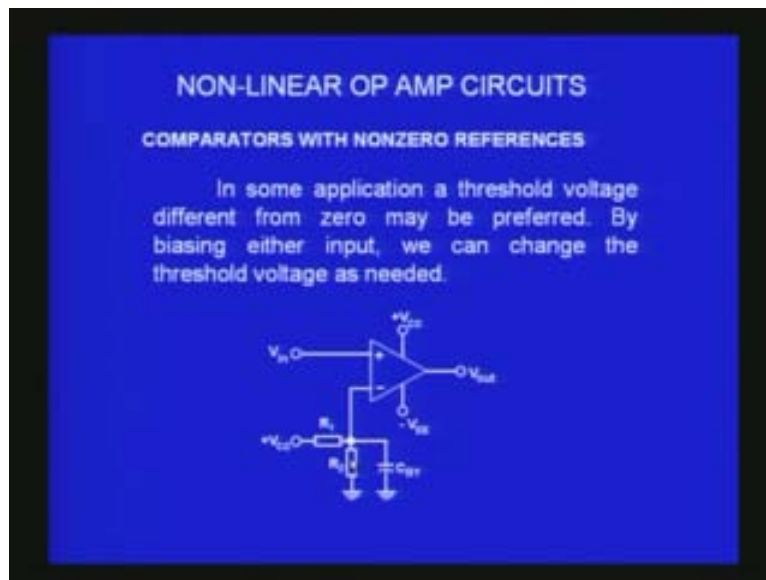 NON-LINEAR OP AMP CIRCUITS
COMPARATORS WITH NONZERO REFERENCES
In some application a threshold voltage
different from zero may be preferred. By
biasing either input, we can change the
threshold voltage as needed.
+Vcc
Vin
+
-
Vout
R1
+Vcc
R2
CBY